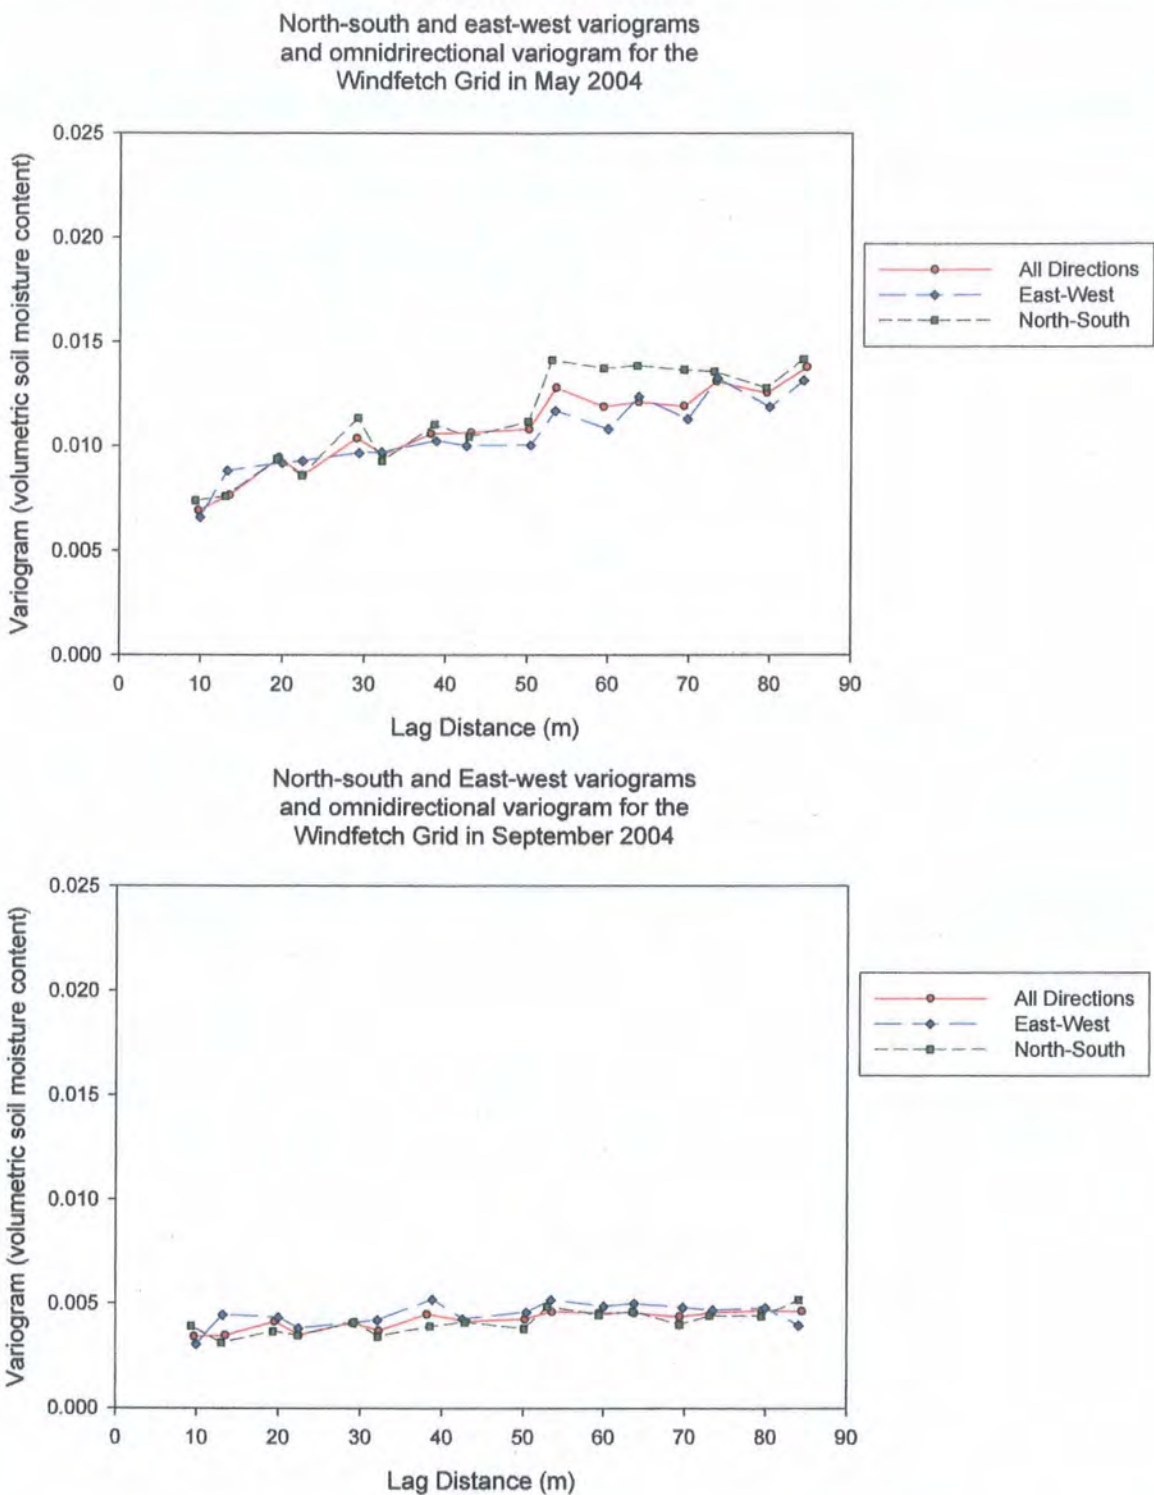 North-south and east-west variograms
and omnidrirectional variogram for the
Windfetch Grid in May 2004
Variogram (volumetric soil moisture content)
0.025
0.020
0.015
0.010
0.005
0.000
0 10 20 30 40 50 60 70 80 90
Lag Distance (m)
All Directions
East-West
North-South
North-south and East-west variograms
and omnidirectional variogram for the
Windfetch Grid in September 2004
Variogram (volumetric soil moisture content)
0.025
0.020
0.015
0.010
0.005
0.000
0 10 20 30 40 50 60 70 80 90
Lag Distance (m)
All Directions
East-West
North-South